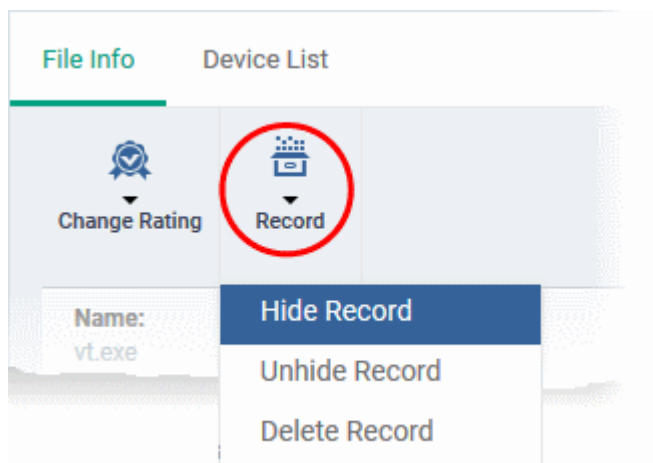 File Info Device List
Change Rating Record
Hide Record
Name:
vt.exe
Unhide Record
Delete Record